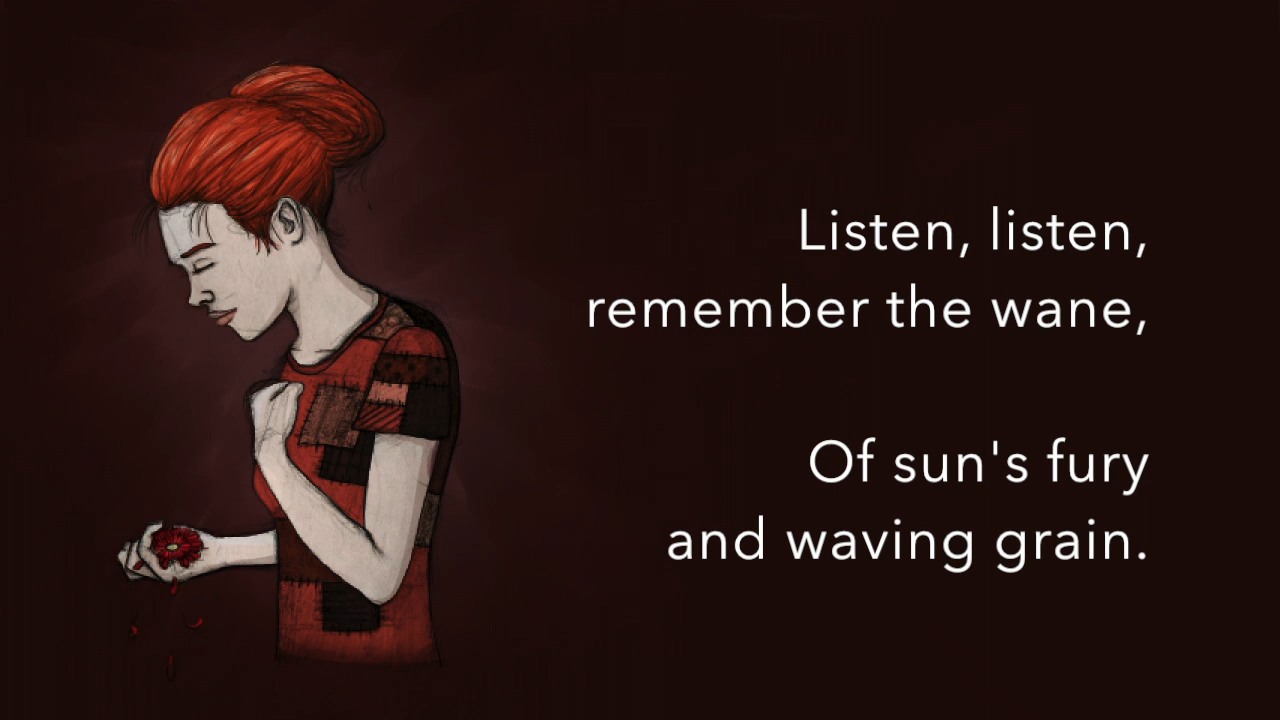 Listen, listen,
remember the wane,
Of sun's fury
and waving grain.